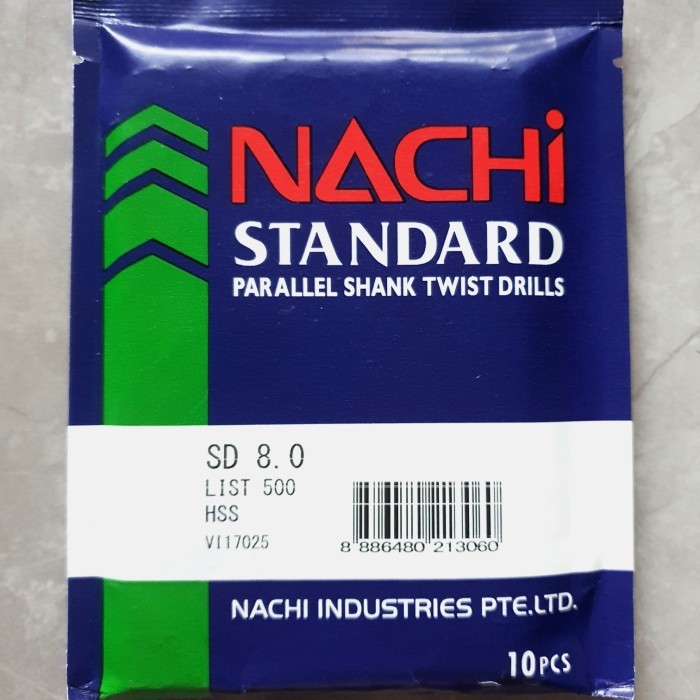 NACHi
STANDARD
PARALLEL SHANK TWIST DRILLS
SD 8.0
LIST 500
HSS
VI17025
8 886480 213060
NACHI INDUSTRIES PTE.LTD.
10PCS